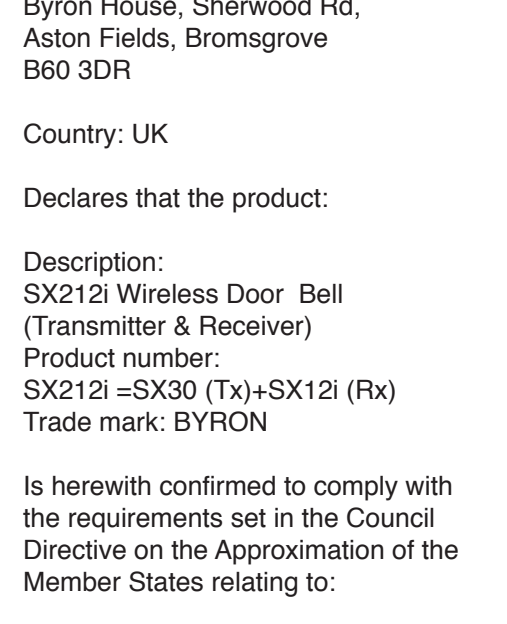 Byron House, Sherwood Rd,
Aston Fields, Bromsgrove
B60 3DR
Country: UK
Declares that the product:
Description:
SX212i Wireless Door  Bell
(Transmitter & Receiver)
Product number:
SX212i =SX30 (Tx)+SX12i (Rx)
Trade mark: BYRON
Is herewith confirmed to comply with
the requirements set in the Council
Directive on the Approximation of the
Member States relating to: